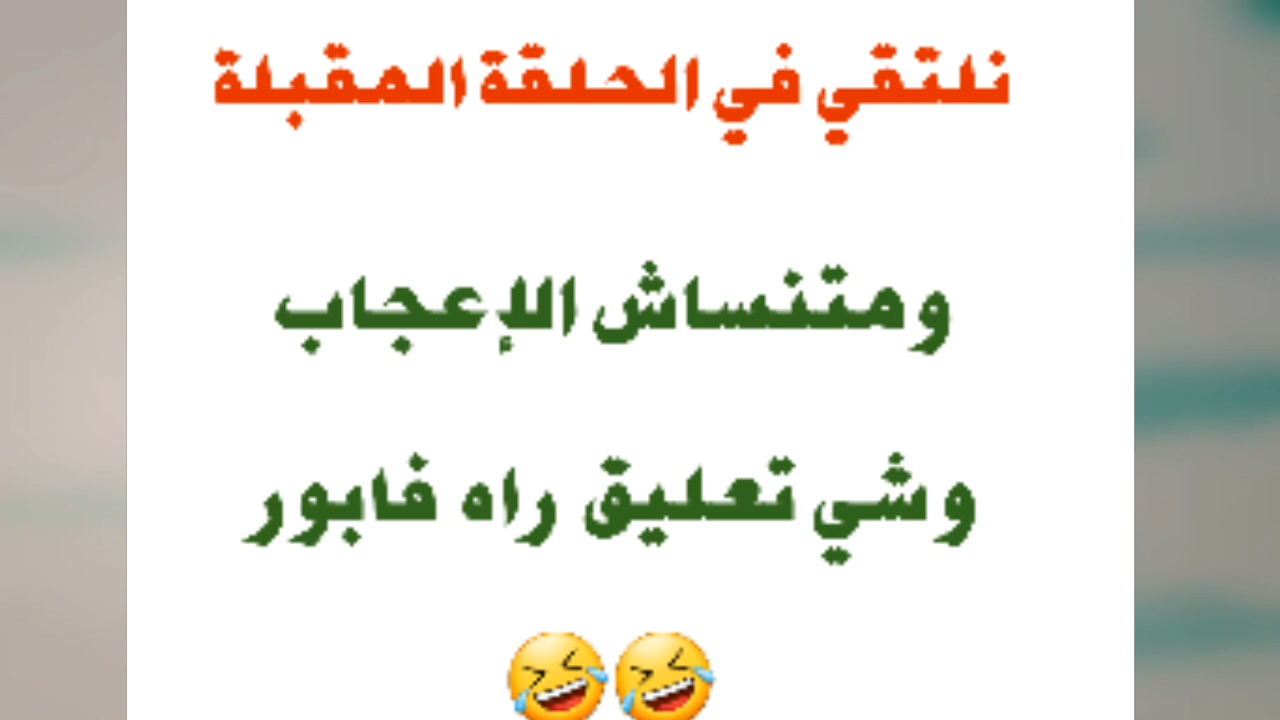 نلتقي في الحلقة المقبلة
ومتنساش الإعجاب
وشي تعليق راه فابور
🤣🤣